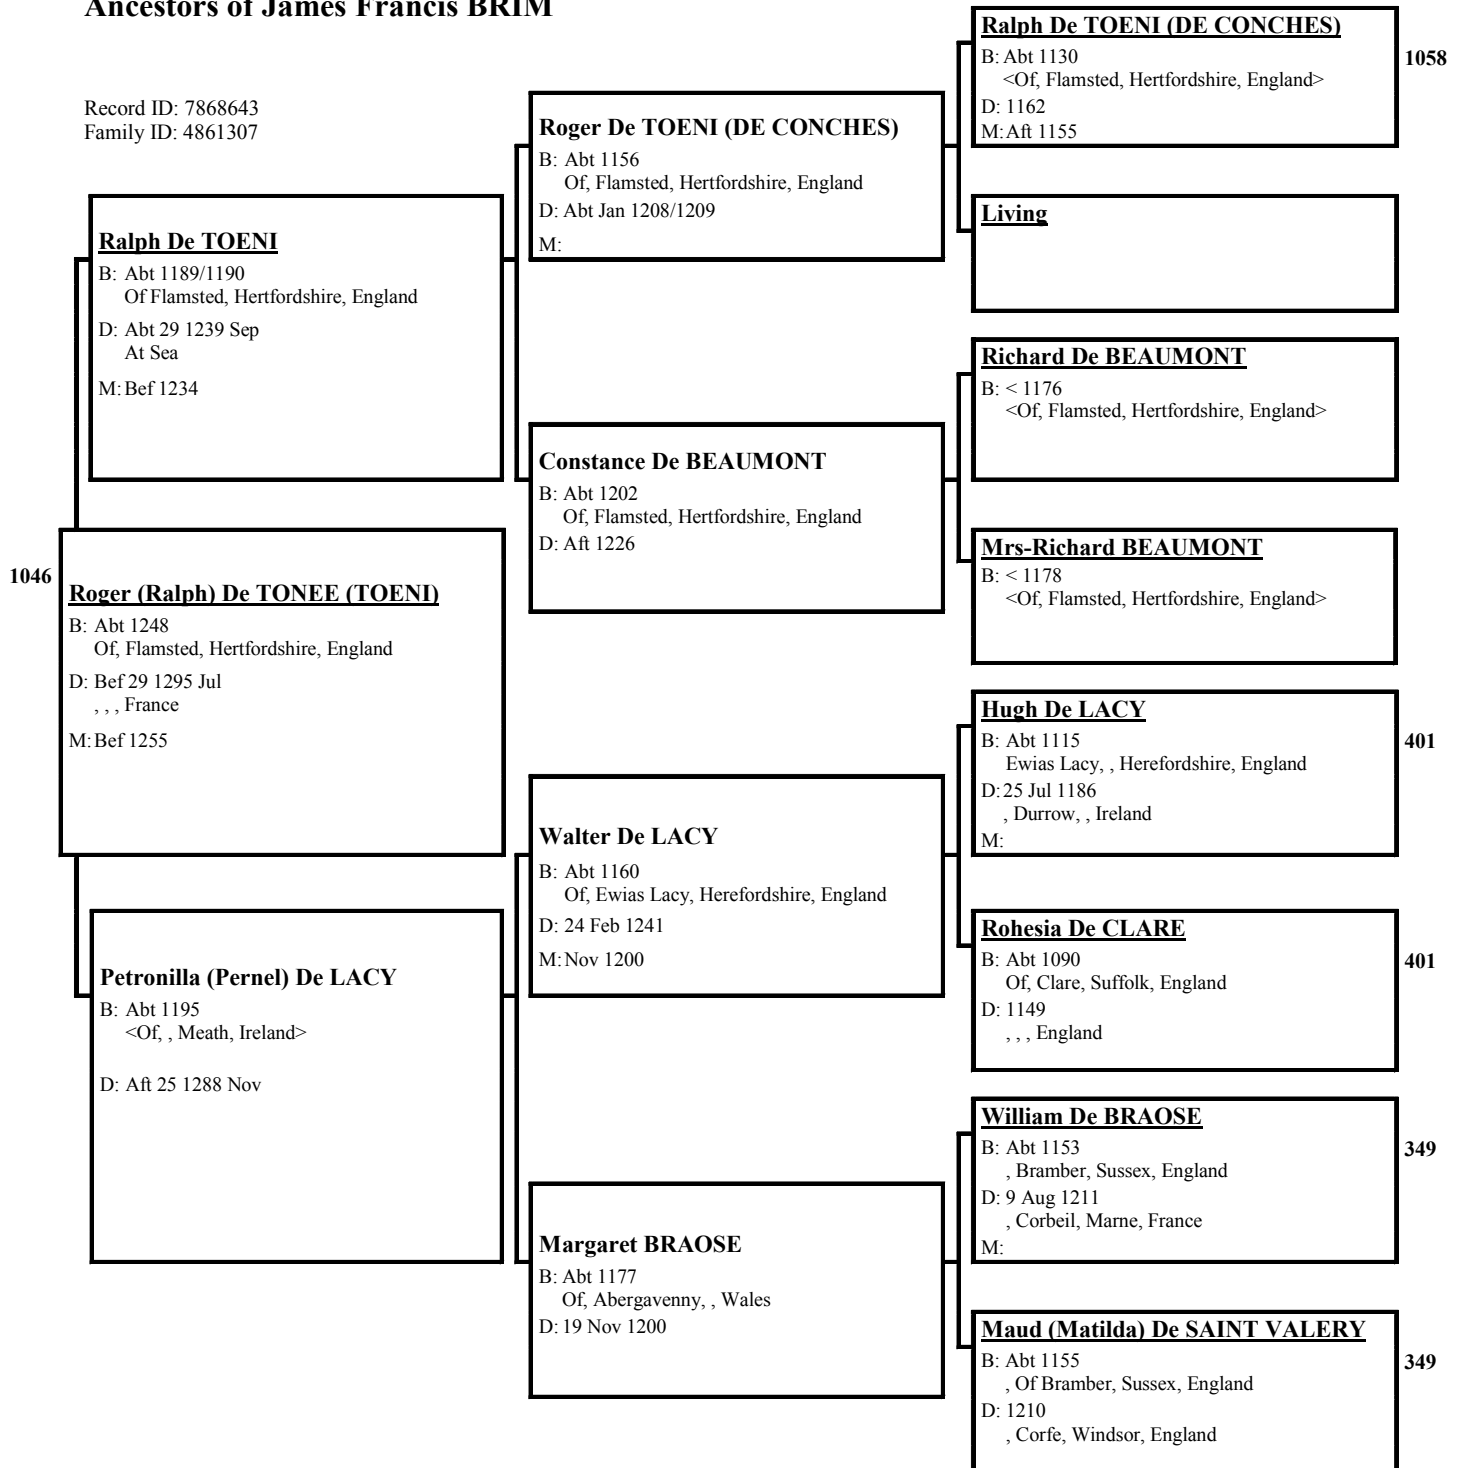 Ancestors of James Francis BRIM
Record ID: 7868643
Family ID: 4861307
1046
Roger (Ralph) De TONEE (TOENI)
B: Abt 1248
Of, Flamsted, Hertfordshire, England
D: Bef 29 1295 Jul
, , , France
M: Bef 1255
Ralph De TOENI
B: Abt 1189/1190
Of Flamsted, Hertfordshire, England
D: Abt 29 1239 Sep
At Sea
M: Bef 1234
Petronilla (Pernel) De LACY
B: Abt 1195
<Of, , Meath, Ireland>
D: Aft 25 1288 Nov
Roger De TOENI (DE CONCHES)
B: Abt 1156
Of, Flamsted, Hertfordshire, England
D: Abt Jan 1208/1209
M:
Constance De BEAUMONT
B: Abt 1202
Of, Flamsted, Hertfordshire, England
D: Aft 1226
Walter De LACY
B: Abt 1160
Of, Ewias Lacy, Herefordshire, England
D: 24 Feb 1241
M: Nov 1200
Margaret BRAOSE
B: Abt 1177
Of, Abergavenny, , Wales
D: 19 Nov 1200
Ralph De TOENI (DE CONCHES)
B: Abt 1130
<Of, Flamsted, Hertfordshire, England>
D: 1162
M: Aft 1155
1058
Living
Richard De BEAUMONT
B: < 1176
<Of, Flamsted, Hertfordshire, England>
Mrs-Richard BEAUMONT
B: < 1178
<Of, Flamsted, Hertfordshire, England>
Hugh De LACY
B: Abt 1115
Ewias Lacy, , Herefordshire, England
D: 25 Jul 1186
, Durrow, , Ireland
M:
401
Rohesia De CLARE
B: Abt 1090
Of, Clare, Suffolk, England
D: 1149
, , , England
401
William De BRAOSE
B: Abt 1153
, Bramber, Sussex, England
D: 9 Aug 1211
, Corbeil, Marne, France
M:
349
Maud (Matilda) De SAINT VALERY
B: Abt 1155
, Of Bramber, Sussex, England
D: 1210
, Corfe, Windsor, England
349